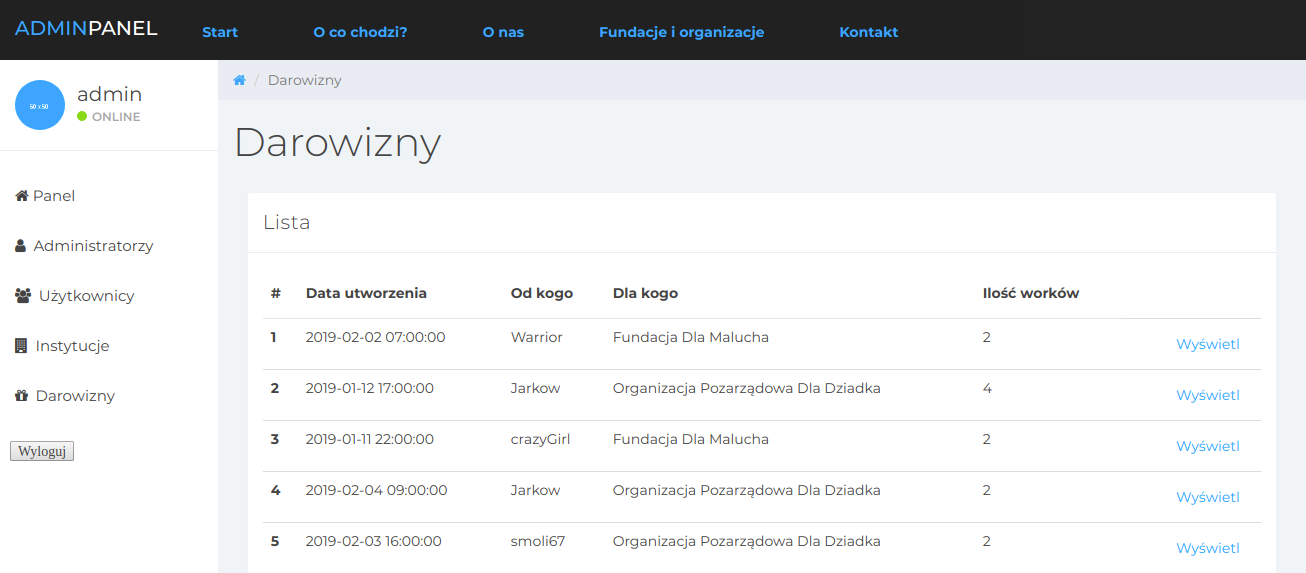 ADMINPANEL Start O co chodzi? O nas Fundacje i organizacje Kontakt
50 x 50
admin
ONLINE
Panel
Administratorzy
Użytkownicy
Instytucje
Darowizny
Wyloguj
/ Darowizny
Darowizny
Lista
# Data utworzenia Od kogo Dla kogo Ilość worków
1 2019-02-02 07:00:00 Warrior Fundacja Dla Malucha 2 Wyświetl
2 2019-01-12 17:00:00 Jarkow Organizacja Pozarządowa Dla Dziadka 4 Wyświetl
3 2019-01-11 22:00:00 crazyGirl Fundacja Dla Malucha 2 Wyświetl
4 2019-02-04 09:00:00 Jarkow Organizacja Pozarządowa Dla Dziadka 2 Wyświetl
5 2019-02-03 16:00:00 smoli67 Organizacja Pozarządowa Dla Dziadka 2 Wyświetl